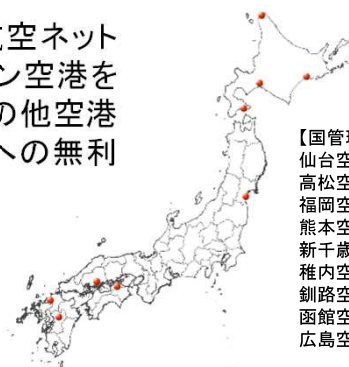 空ネット
ン空港を
の他空港
への無利
【国管理
仙台空
高松空
福岡空
熊本空
新千歳
稚内空
釧路空
函館空
広島空